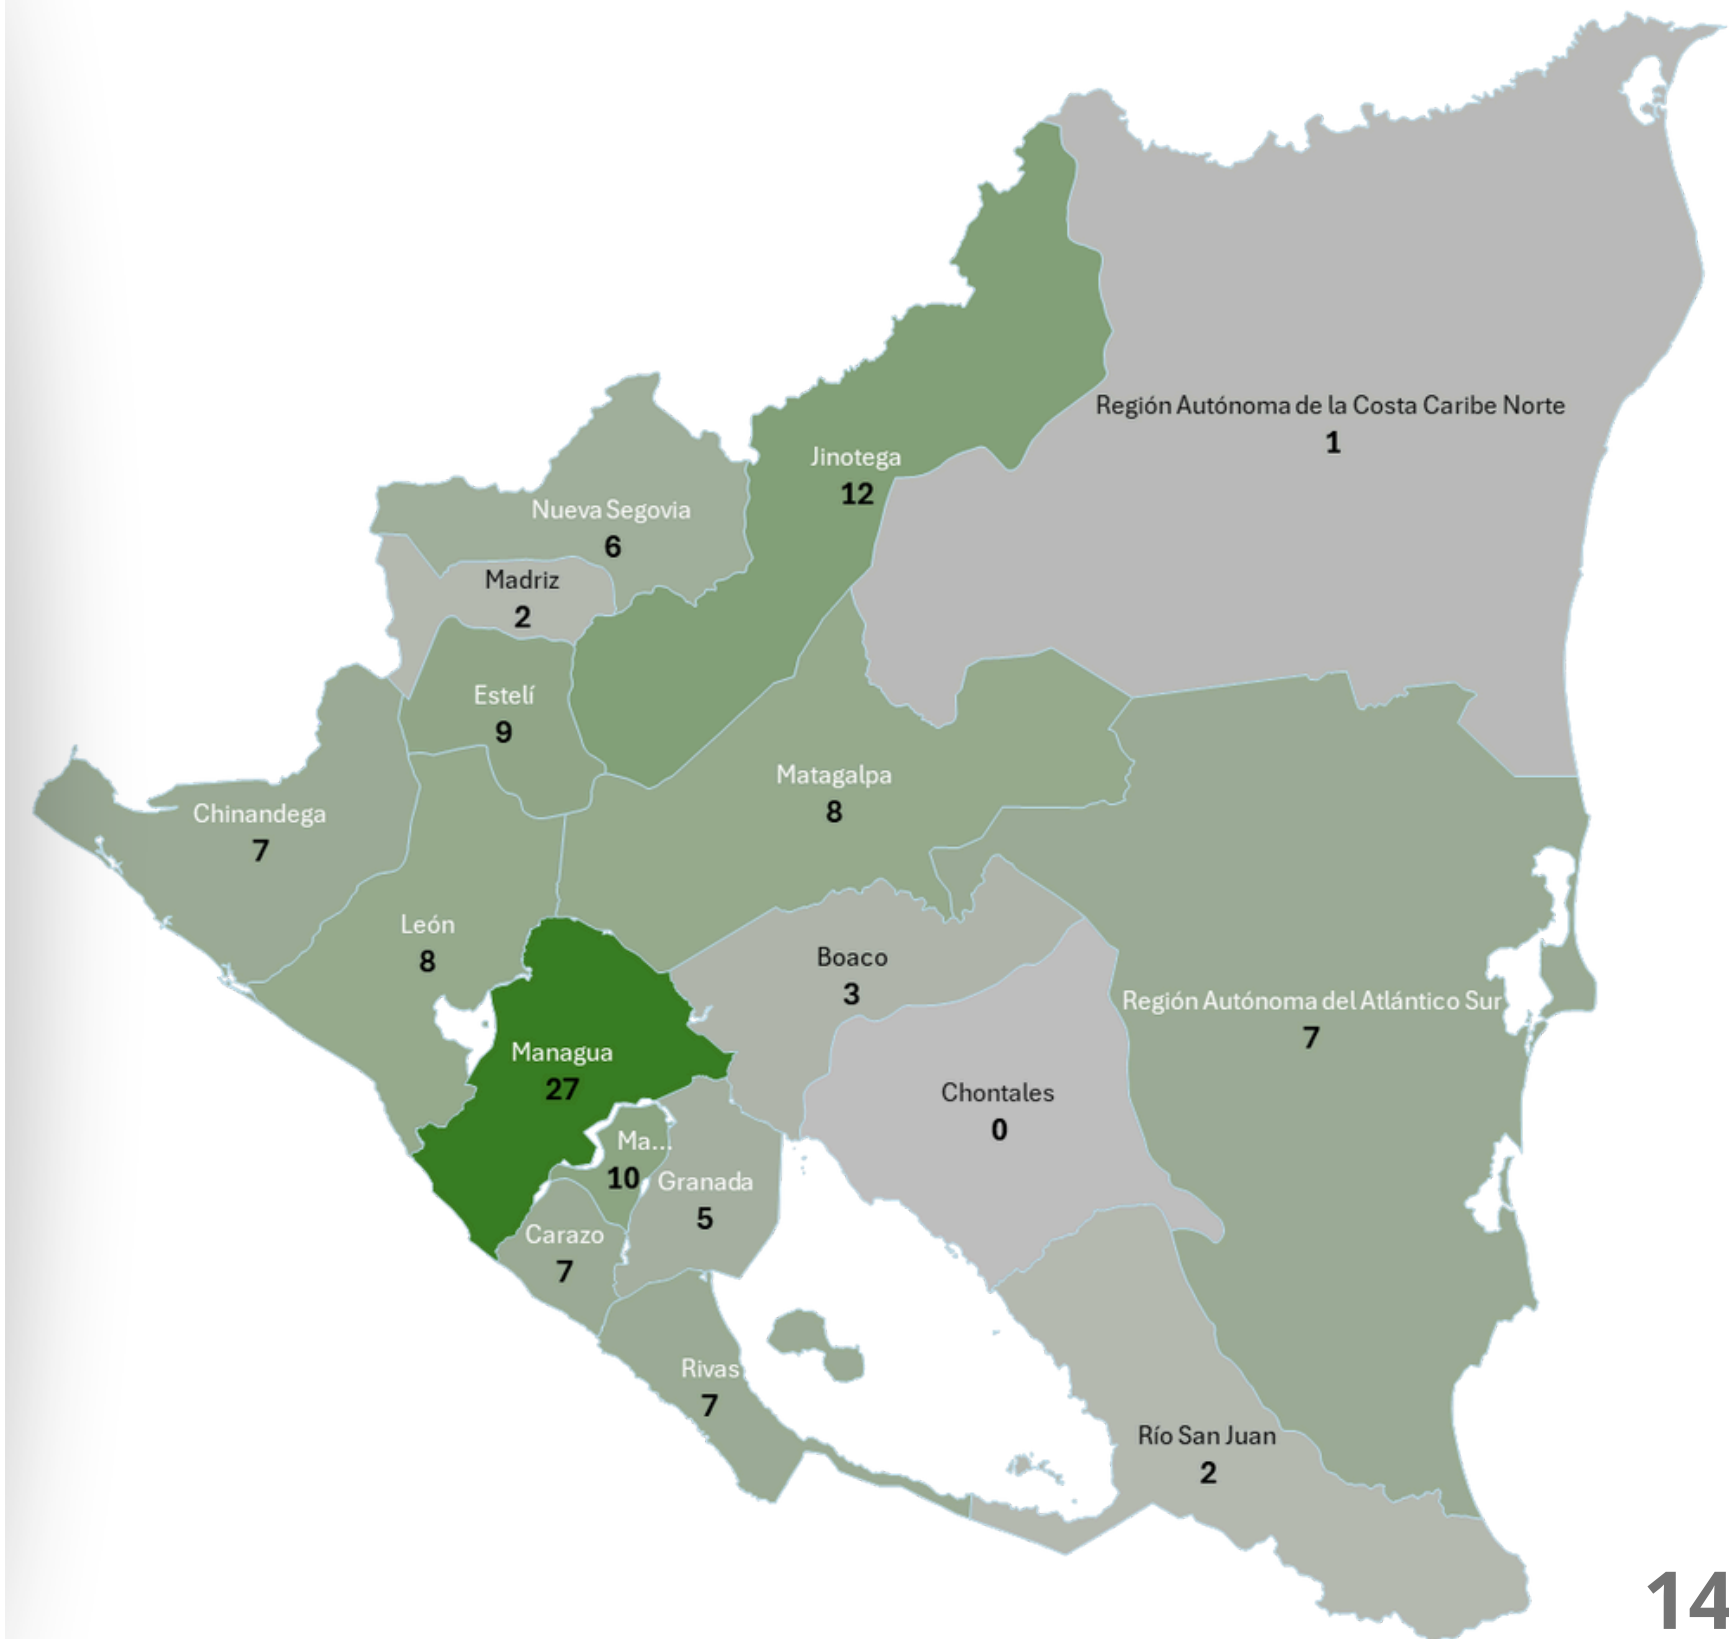 Región Autónoma de la Costa Caribe Norte
1
Jinotega
12
Nueva Segovia
6
Madriz
2
Estelí
9
Matagalpa
8
Chinandega
7
León
8
Boaco
3
Región Autónoma del Atlántico Sur
7
Managua
27
Chontales
0
Ma...
10
Granada
5
Carazo
7
Rivas
7
Río San Juan
2
14